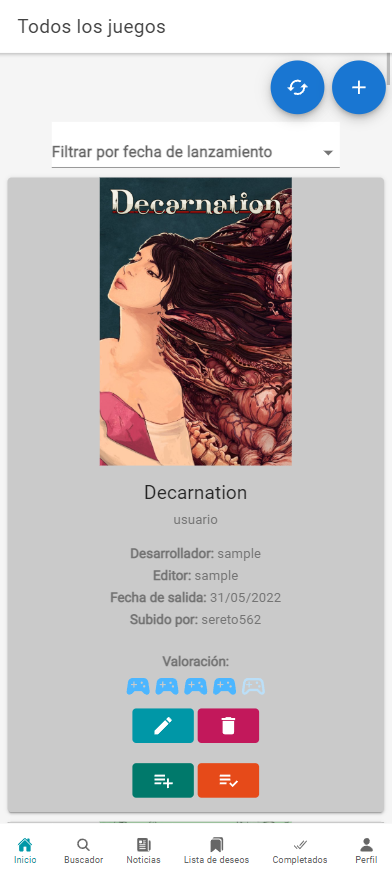 Todos los juegos
Filtrar por fecha de lanzamiento
Decarnation
Decarnation
usuario
Desarrollador: sample
Editor: sample
Fecha de salida: 31/05/2022
Subido por: sereto562
Valoración:
Inicio
Buscador
Noticias
Lista de deseos
Completados
Perfil